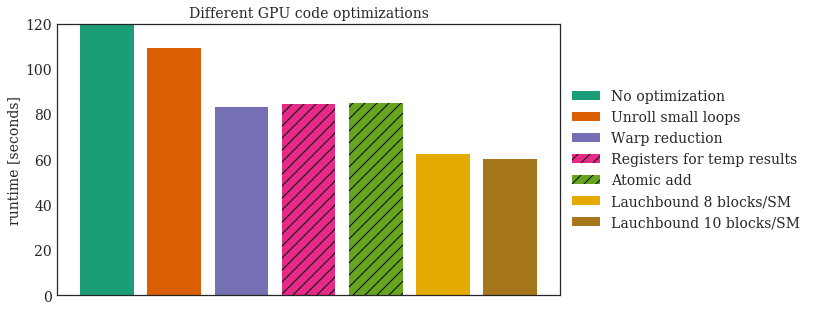 Different GPU code optimizations
120
100
80
60
40
20
0
runtime [seconds]
No optimization
Unroll small loops
Warp reduction
Registers for temp results
Atomic add
Lauchbound 8 blocks/SM
Lauchbound 10 blocks/SM